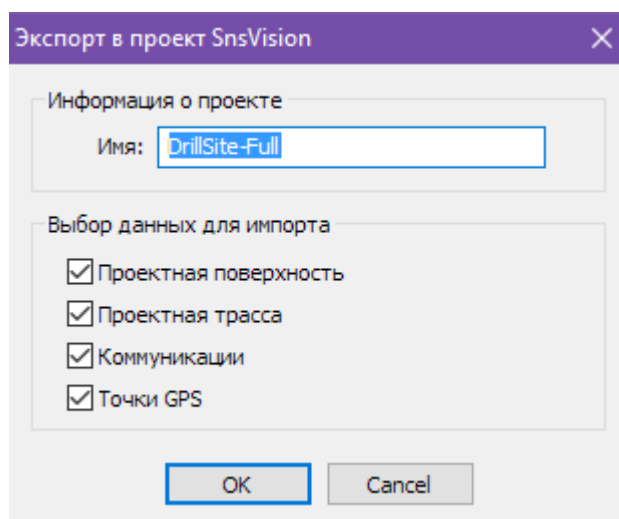 Экспорт в проект SnsVision
Информация о проекте
Имя: DrillSite-Full
Выбор данных для импорта
Проектная поверхность
Проектная трасса
Коммуникации
Точки GPS
OK Cancel